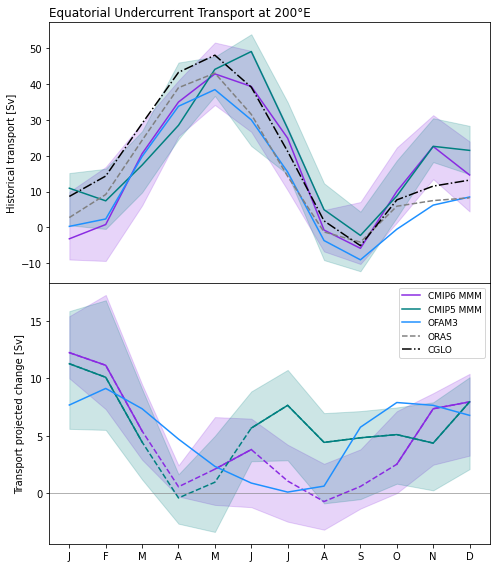 Equatorial Undercurrent Transport at 200°E
Historical transport [Sv]
50
40
30
20
10
0
−10
Transport projected change [Sv]
15
10
5
0
CMIP6 MMM
CMIP5 MMM
OFAM3
ORAS
CGLO
J F M A M J J A S O N D